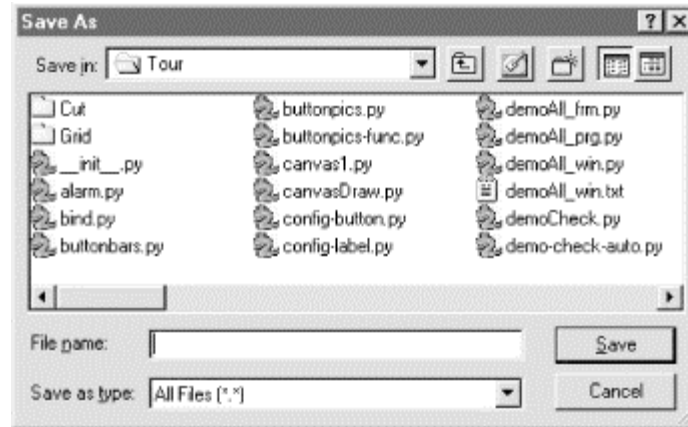 Save As
Save in: Tour
Cut
Grid
__init__.py
alarm.py
bind.py
buttonbars.py
buttonpics.py
buttonpics-func.py
canvas1.py
canvasDraw.py
config-button.py
config-label.py
demoAll_frm.py
demoAll_prg.py
demoAll_win.py
demoAll_win.txt
demoCheck.py
demo-check-auto.py
File name:
Save
Save as type: All Files (*.*)
Cancel